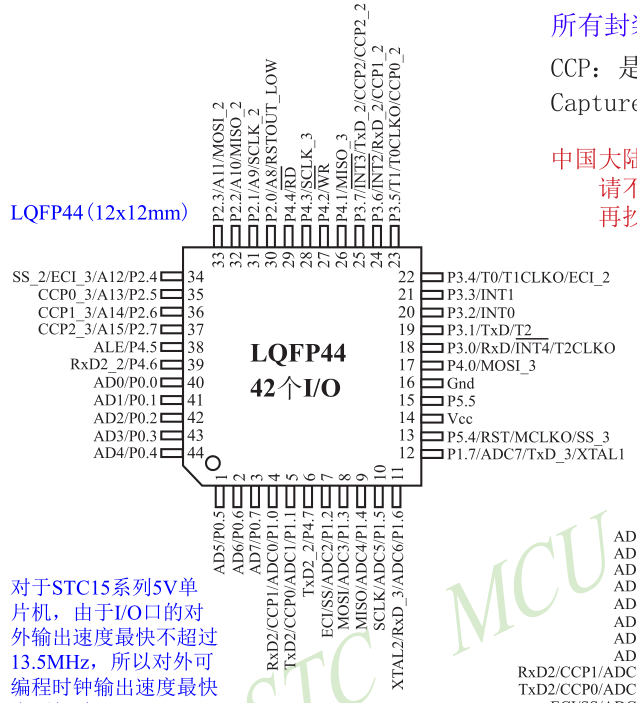 所有封
CCP：是
Capture
中国大陆
请不
再抄
LQFP44(12x12mm)
P2.3/A11/MOSI_2
P2.2/A10/MISO_2
P2.1/A9/SCLK_2
P2.0/A8/RSTOUT_LOW
P4.4/RD
P4.3/SCLK_3
P4.2/WR
P4.1/MISO_3
P3.7/INT3/TxD_2/CCP2/CCP2_2
P3.6/INT2/RxD_2/CCP1_2
P3.5/T1/T0CLKO/CCP0_2
33 32 31 30 29 28 27 26 25 24 23
SS_2/ECI_3/A12/P2.4 34
CCP0_3/A13/P2.5 35
CCP1_3/A14/P2.6 36
CCP2_3/A15/P2.7 37
ALE/P4.5 38
RxD2_2/P4.6 39
AD0/P0.0 40
AD1/P0.1 41
AD2/P0.2 42
AD3/P0.3 43
AD4/P0.4 44
LQFP44
42个I/O
22 P3.4/T0/T1CLKO/ECI_2
21 P3.3/INT1
20 P3.2/INT0
19 P3.1/TxD/T2
18 P3.0/RxD/INT4/T2CLKO
17 P4.0/MOSI_3
16 Gnd
15 P5.5
14 Vcc
13 P5.4/RST/MCLKO/SS_3
12 P1.7/ADC7/TxD_3/XTAL1
1 2 3 4 5 6 7 8 9 10 11
AD5/P0.5
AD6/P0.6
AD7/P0.7
RxD2/CCP1/ADC0/P1.0
TxD2/CCP0/ADC1/P1.1
TxD2_2/P4.7
ECI/SS/ADC2/P1.2
MOSI/ADC3/P1.3
MISO/ADC4/P1.4
SCLK/ADC5/P1.5
XTAL2/RxD_3/ADC6/P1.6
对于STC15系列5V单
片机，由于I/O口的对
外输出速度最快不超过
13.5MHz，所以对外可
编程时钟输出速度最快
STC MCU
AD
AD
AD
AD
AD
AD
AD
AD
RxD2/CCP1/ADC
TxD2/CCP0/ADC
ECI/SS/ADC